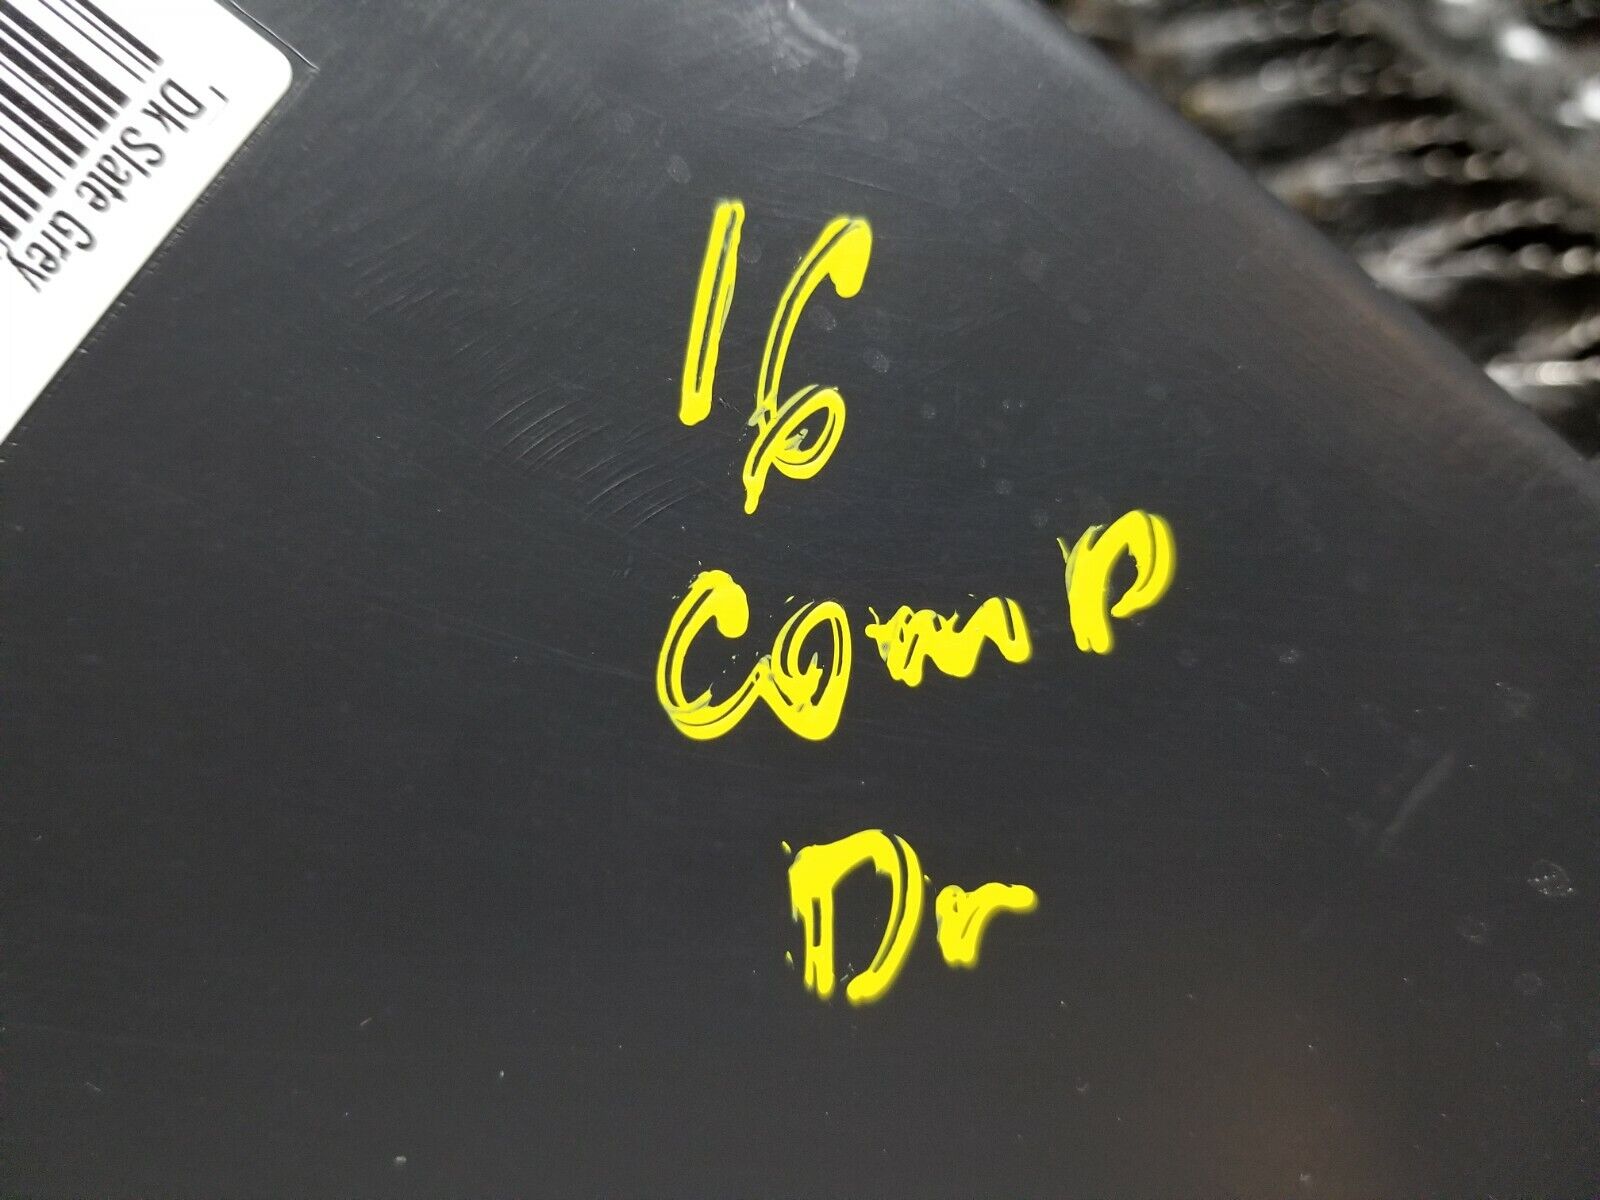 Dk Slate Grey
16
Comp
Dr